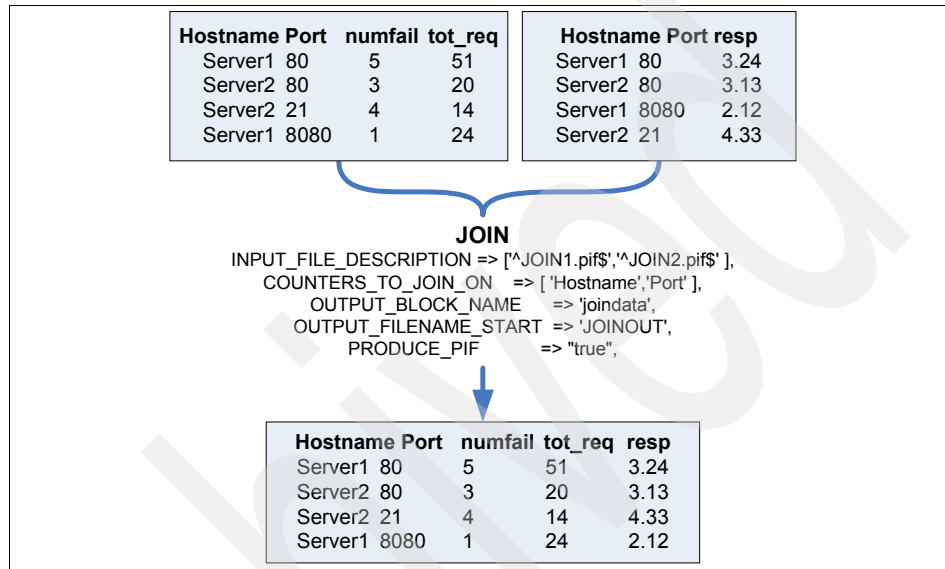 Hostname Port numfail tot_req
Server1 80 5 51
Server2 80 3 20
Server2 21 4 14
Server1 8080 1 24
Hostname Port resp
Server1 80 3.24
Server2 80 3.13
Server1 8080 2.12
Server2 21 4.33
JOIN
INPUT_FILE_DESCRIPTION => ['^JOIN1.pif$','^JOIN2.pif$' ],
COUNTERS_TO_JOIN_ON => [ 'Hostname','Port' ],
OUTPUT_BLOCK_NAME => 'joindata',
OUTPUT_FILENAME_START => 'JOINOUT',
PRODUCE_PIF => "true",
Hostname Port numfail tot_req resp
Server1 80 5 51 3.24
Server2 80 3 20 3.13
Server2 21 4 14 4.33
Server1 8080 1 24 2.12